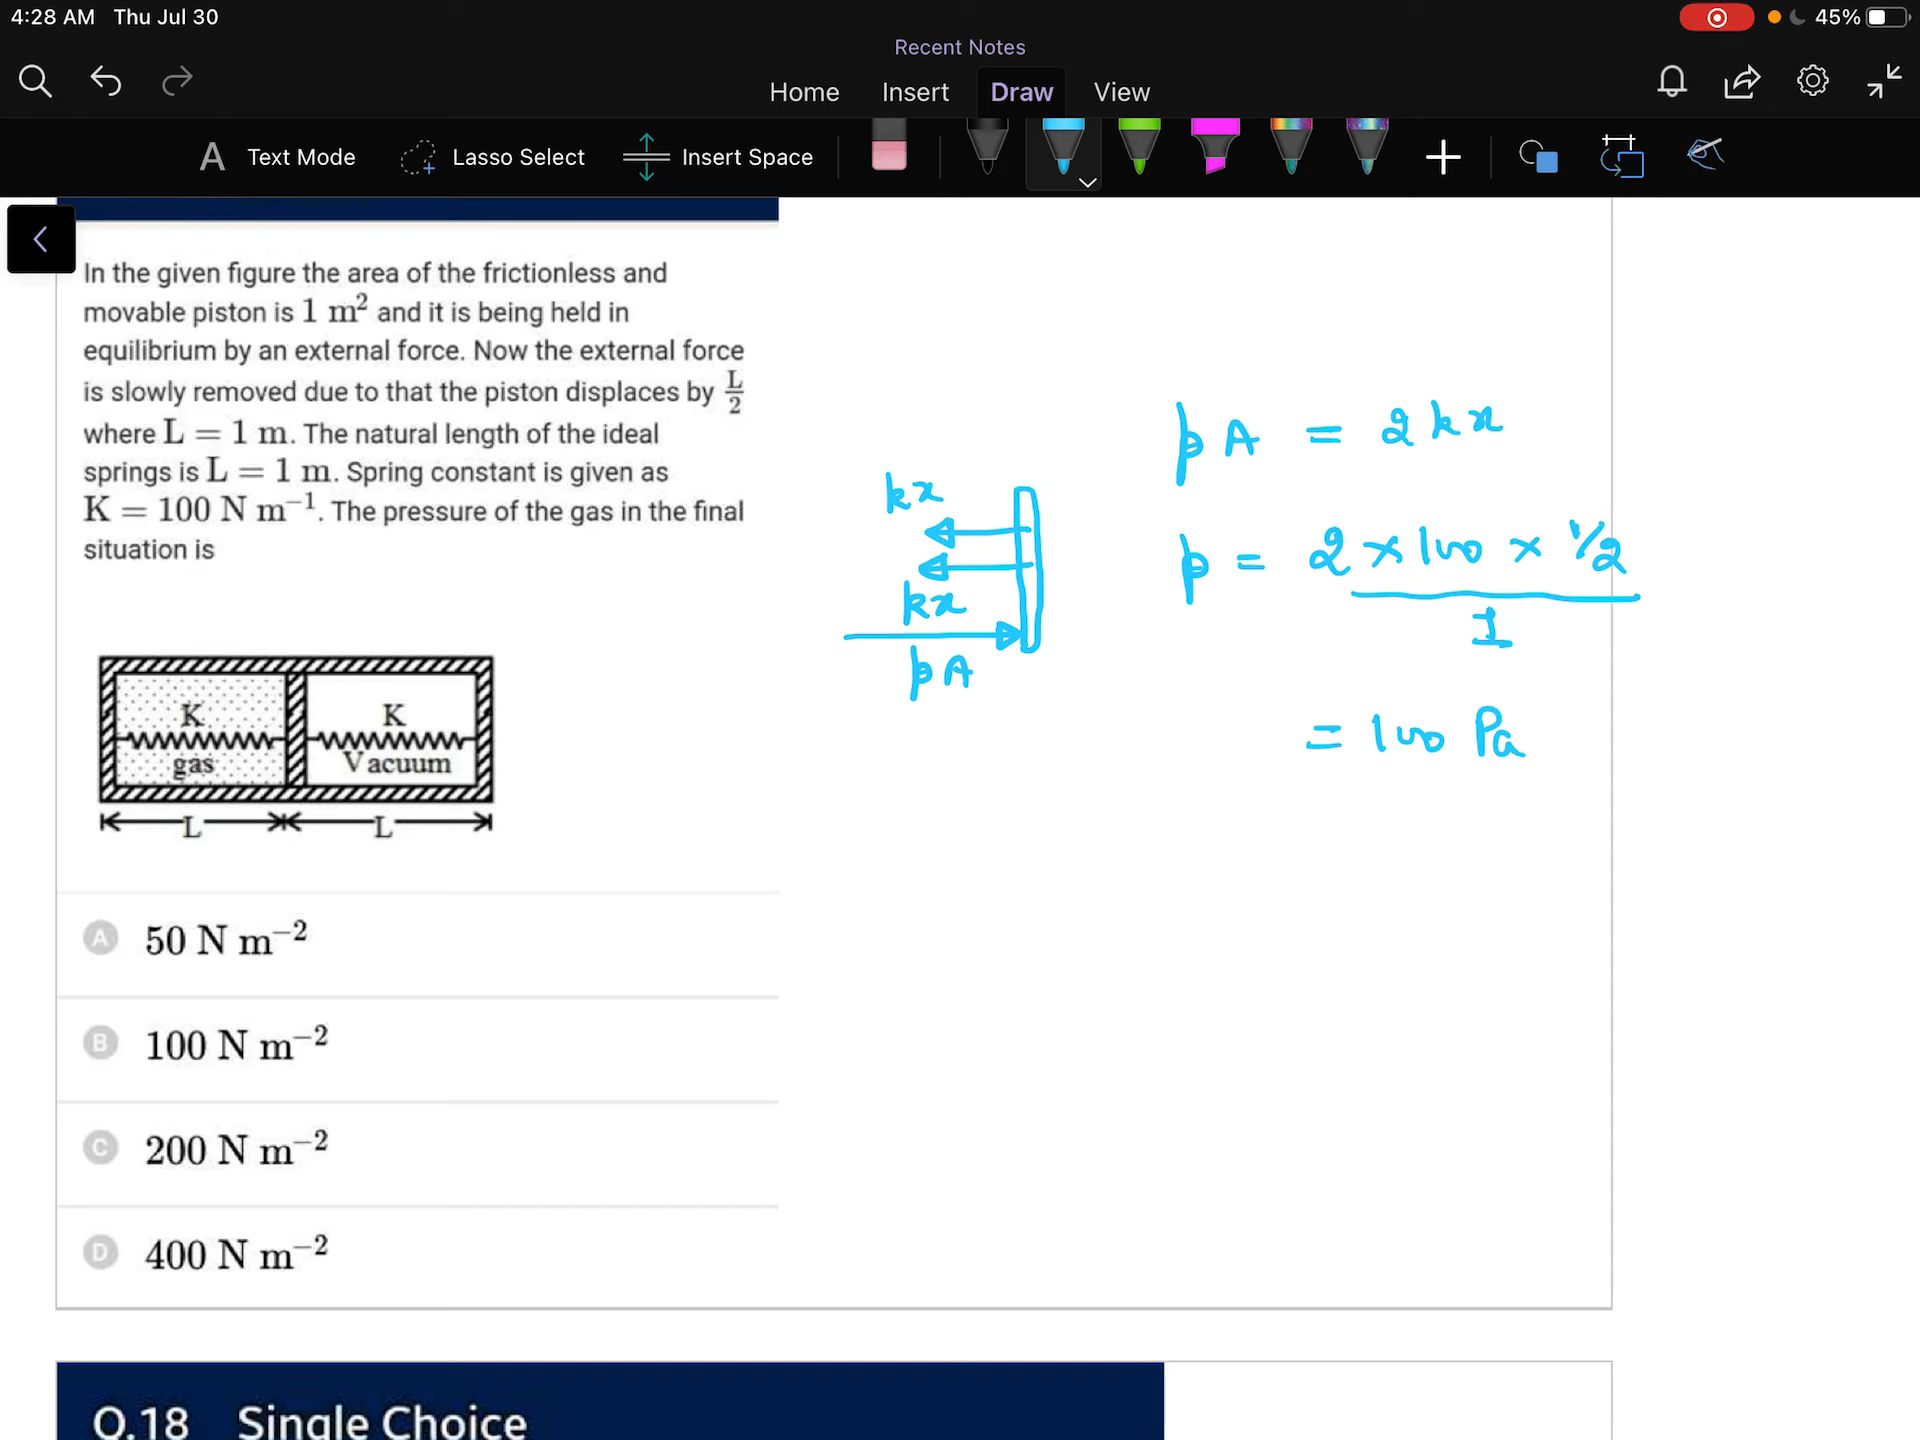 4:28 AM Thu Jul 30
45%
Recent Notes
Home Insert Draw View
A Text Mode Lasso Select Insert Space
In the given figure the area of the frictionless and
movable piston is 1 m² and it is being held in
equilibrium by an external force. Now the external force
is slowly removed due to that the piston displaces by L/2
where L = 1 m. The natural length of the ideal
springs is L = 1 m. Spring constant is given as
K = 100 N m⁻¹. The pressure of the gas in the final
situation is
K K
gas Vacuum
L L
kx
kx
pA
pA = 2kx
p = 2 × 100 × 1/2
1
= 100 Pa
A 50 N m⁻²
B 100 N m⁻²
C 200 N m⁻²
D 400 N m⁻²
Q.18 Single Choice